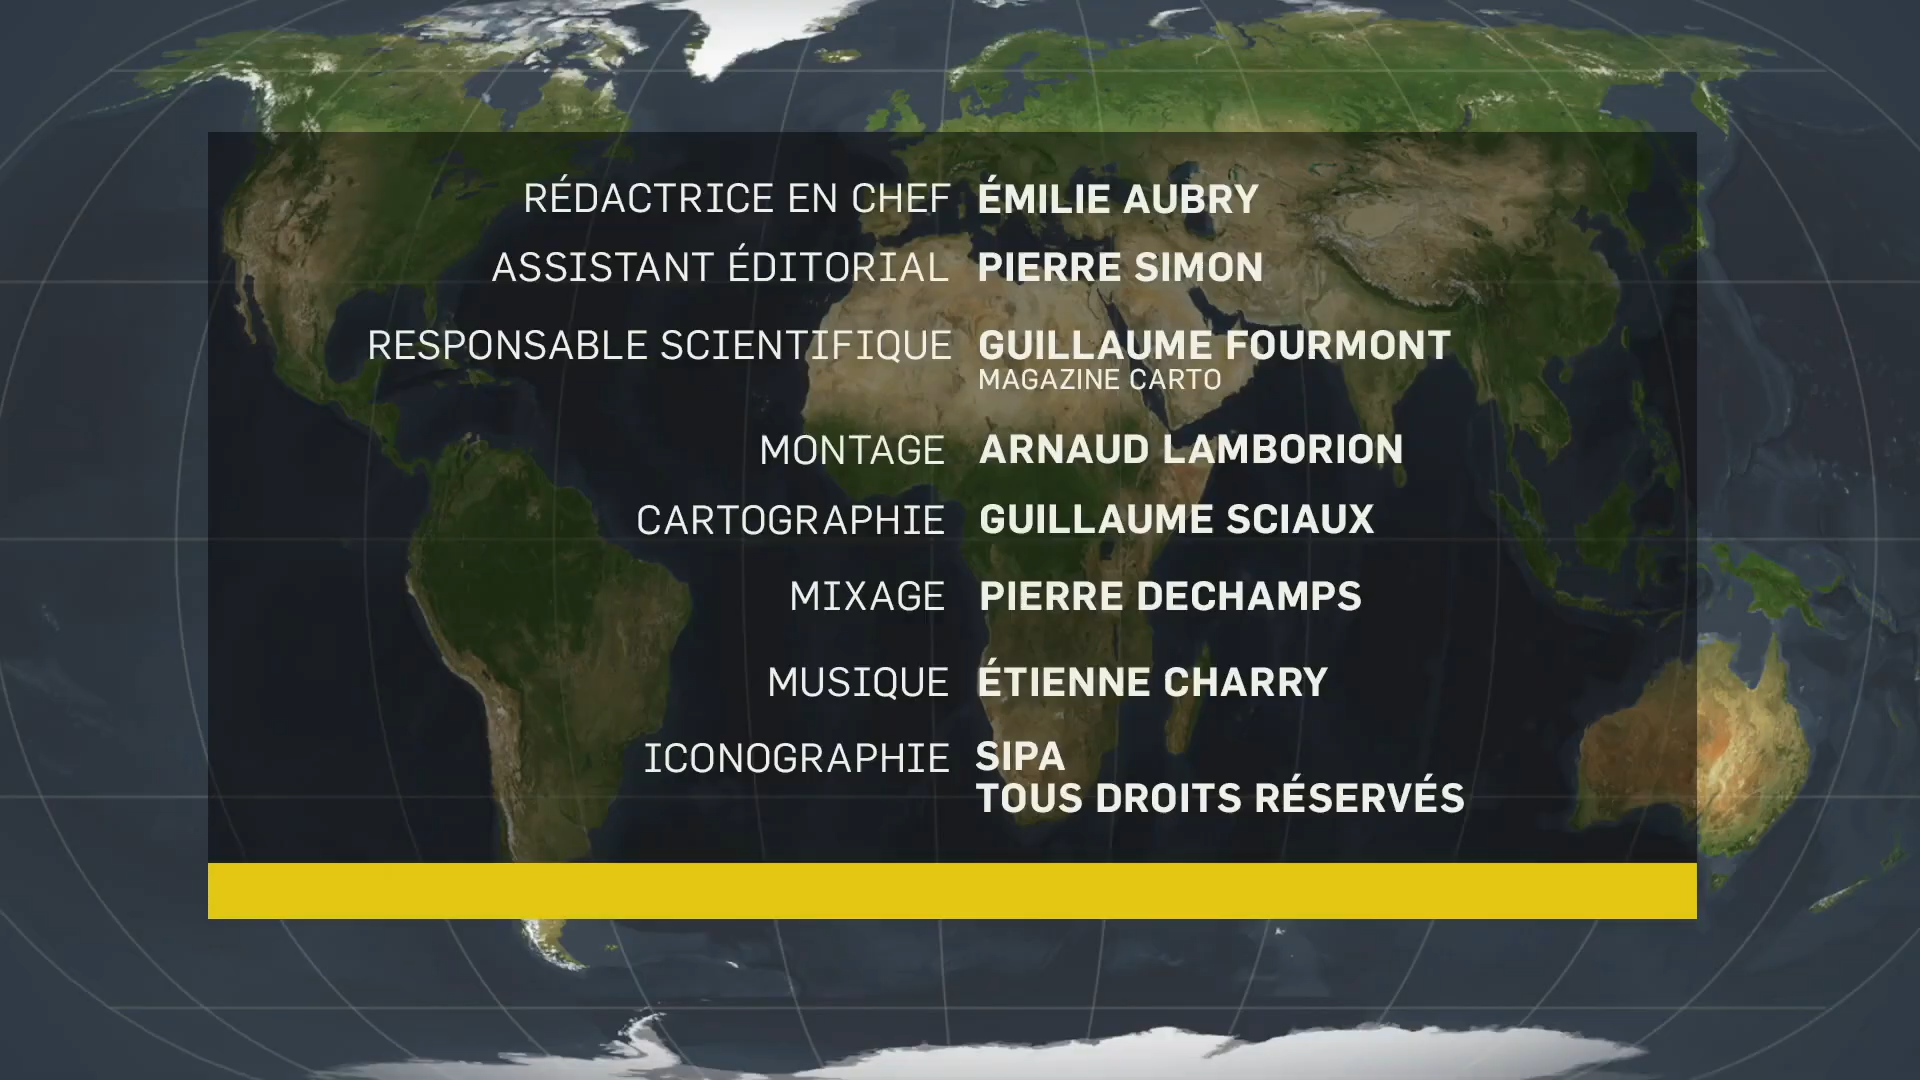 RÉDACTRICE EN CHEF ÉMILIE AUBRY
ASSISTANT ÉDITORIAL PIERRE SIMON
RESPONSABLE SCIENTIFIQUE GUILLAUME FOURMONT
MAGAZINE CARTO
MONTAGE ARNAUD LAMBORION
CARTOGRAPHIE GUILLAUME SCIAUX
MIXAGE PIERRE DECHAMPS
MUSIQUE ÉTIENNE CHARRY
ICONOGRAPHIE SIPA
TOUS DROITS RÉSERVÉS